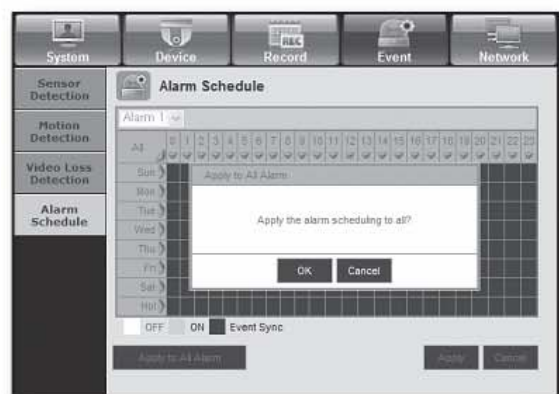 System Device Record Event Network
Sensor
Detection
Motion
Detection
Video Loss
Detection
Alarm
Schedule
Alarm Schedule
Alarm 1
All 0 1 2 3 4 5 6 7 8 9 10 11 12 13 14 15 16 17 18 19 20 21 22 23
Sun
Mon
Tue
Wed
Thu
Fri
Sat
Hol
Apply to All Alarm
Apply the alarm scheduling to all?
OK Cancel
OFF ON Event Sync
Apply to All Alarm Apply Cancel